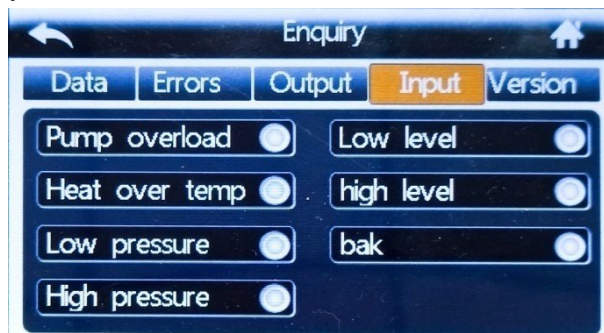 Enquiry
Data Errors Output Input Version
Pump overload
Low level
Heat over temp
high level
Low pressure
bak
High pressure